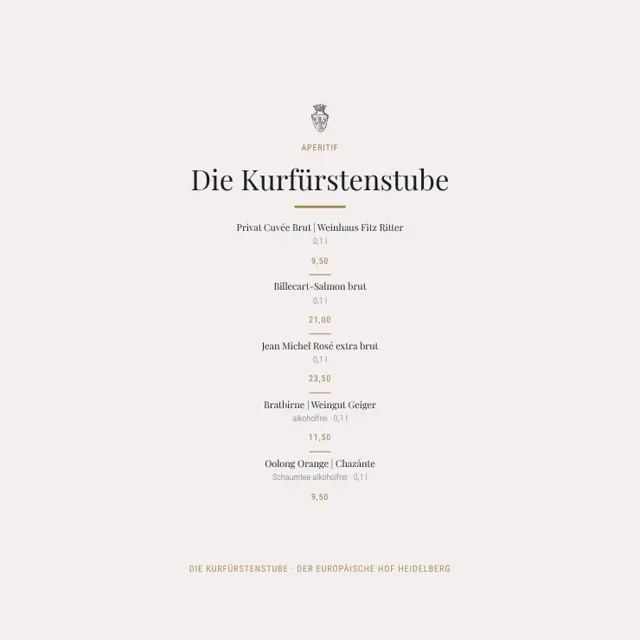 APERITIF
Die Kurfürstenstube
Privat Cuvée Brut | Weinhaus Fitz Ritter
0,1 l
9,50
Billecart-Salmon brut
0,1 l
21,00
Jean Michel Rosé extra brut
0,1 l
23,50
Bratbirne | Weingut Geiger
alkoholfrei · 0,1 l
11,50
Oolong Orange | Chazánte
Schaumtee alkoholfrei · 0,1 l
9,50
DIE KURFÜRSTENSTUBE · DER EUROPÄISCHE HOF HEIDELBERG